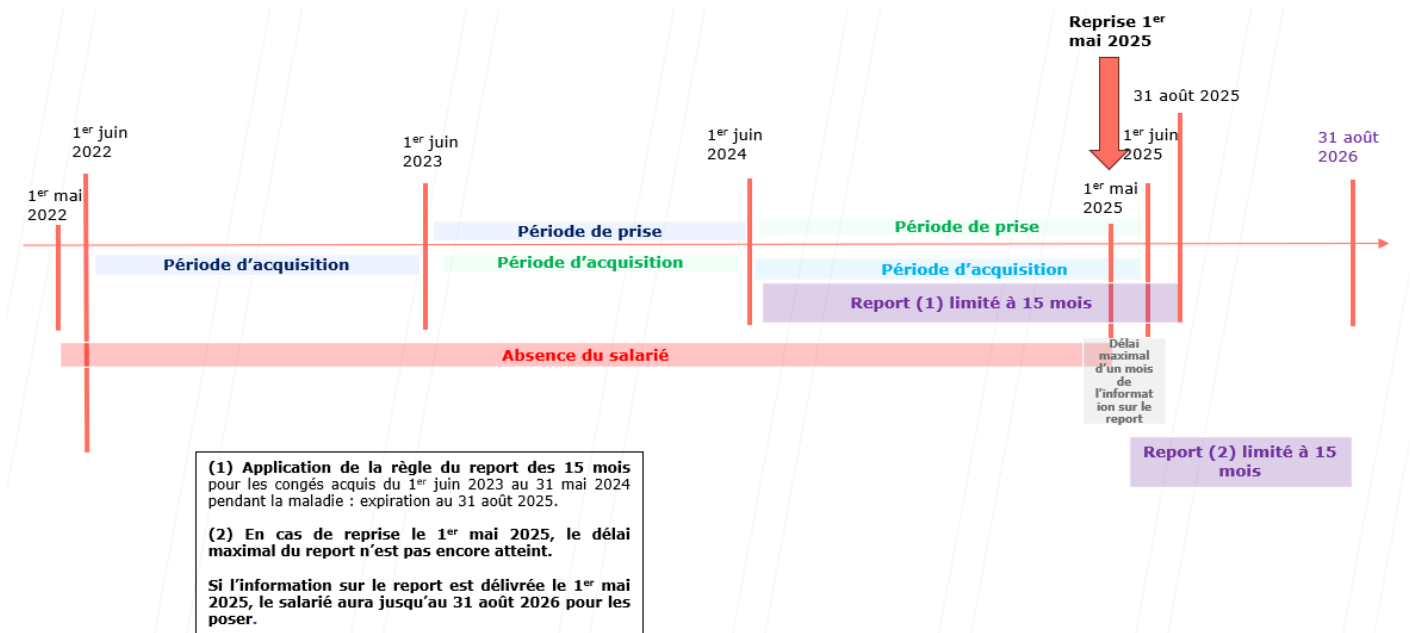 Reprise 1er
mai 2025
31 août 2025
1er juin
2022
1er juin
2023
1er juin
2024
1er juin
2025
31 août
2026
1er mai
2022
1er mai
2025
Période de prise
Période de prise
Période d’acquisition
Période d’acquisition
Période d’acquisition
Report (1) limité à 15 mois
Absence du salarié
Délai
maximal
d’un mois
de
l’informat
ion sur le
report
Report (2) limité à 15
mois
(1) Application de la règle du report des 15 mois
pour les congés acquis du 1er juin 2023 au 31 mai 2024
pendant la maladie : expiration au 31 août 2025.
(2) En cas de reprise le 1er mai 2025, le délai
maximal du report n’est pas encore atteint.
Si l’information sur le report est délivrée le 1er mai
2025, le salarié aura jusqu’au 31 août 2026 pour les
poser.